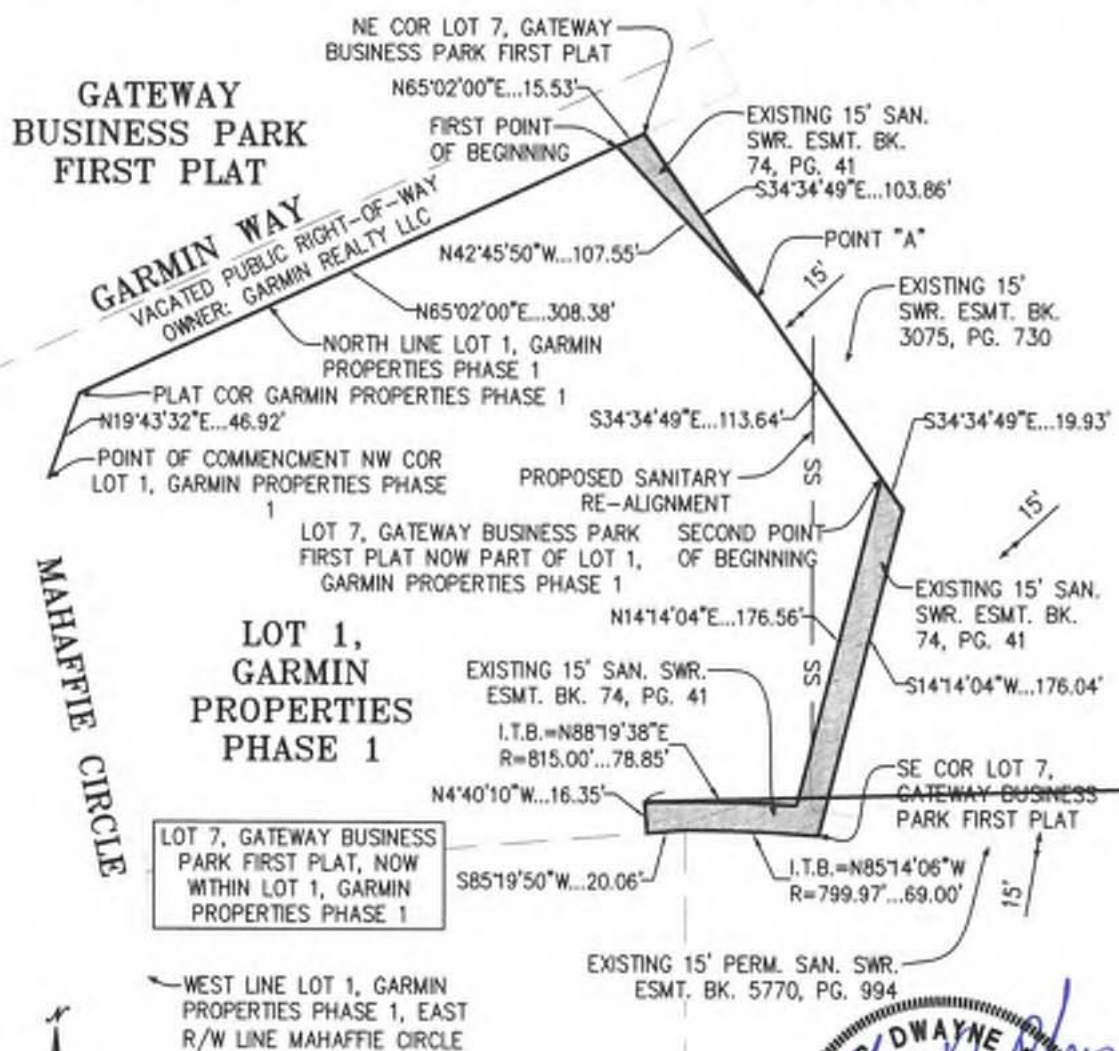 NE COR LOT 7, GATEWAY
BUSINESS PARK FIRST PLAT
N65°02'00"E...15.53'
GATEWAY
BUSINESS PARK
FIRST PLAT
FIRST POINT
OF BEGINNING
EXISTING 15' SAN.
SWR. ESMT. BK.
74, PG. 41
S34°34'49"E...103.86'
GARMIN WAY
VACATED PUBLIC RIGHT-OF-WAY
OWNER: GARMIN REALTY LLC
N42°45'50"W...107.55'
POINT "A"
15'
EXISTING 15'
SWR. ESMT. BK.
3075, PG. 730
N65°02'00"E...308.38'
NORTH LINE LOT 1, GARMIN
PROPERTIES PHASE 1
PLAT COR GARMIN PROPERTIES PHASE 1
N19°43'32"E...46.92'
S34°34'49"E...113.64'
S34°34'49"E...19.93'
POINT OF COMMENCMENT NW COR
LOT 1, GARMIN PROPERTIES PHASE
1
PROPOSED SANITARY
RE-ALIGNMENT
SS
15'
LOT 7, GATEWAY BUSINESS PARK
FIRST PLAT NOW PART OF LOT 1,
GARMIN PROPERTIES PHASE 1
SECOND POINT
OF BEGINNING
MAHAFFIE CIRCLE
EXISTING 15' SAN.
SWR. ESMT. BK.
74, PG. 41
N14°14'04"E...176.56'
LOT 1,
GARMIN
PROPERTIES
PHASE 1
EXISTING 15' SAN. SWR.
ESMT. BK. 74, PG. 41
SS
S14°14'04"W...176.04'
I.T.B.=N88°19'38"E
R=815.00'...78.85'
N4°40'10"W...16.35'
SE COR LOT 7,
GATEWAY BUSINESS
PARK FIRST PLAT
LOT 7, GATEWAY BUSINESS
PARK FIRST PLAT, NOW
WITHIN LOT 1, GARMIN
PROPERTIES PHASE 1
S85°19'50"W...20.06'
I.T.B.=N85°14'06"W
R=799.97'...69.00'
15'
EXISTING 15' PERM. SAN. SWR.
ESMT. BK. 5770, PG. 994
WEST LINE LOT 1, GARMIN
PROPERTIES PHASE 1, EAST
R/W LINE MAHAFFIE CIRCLE
N
DWAYNE